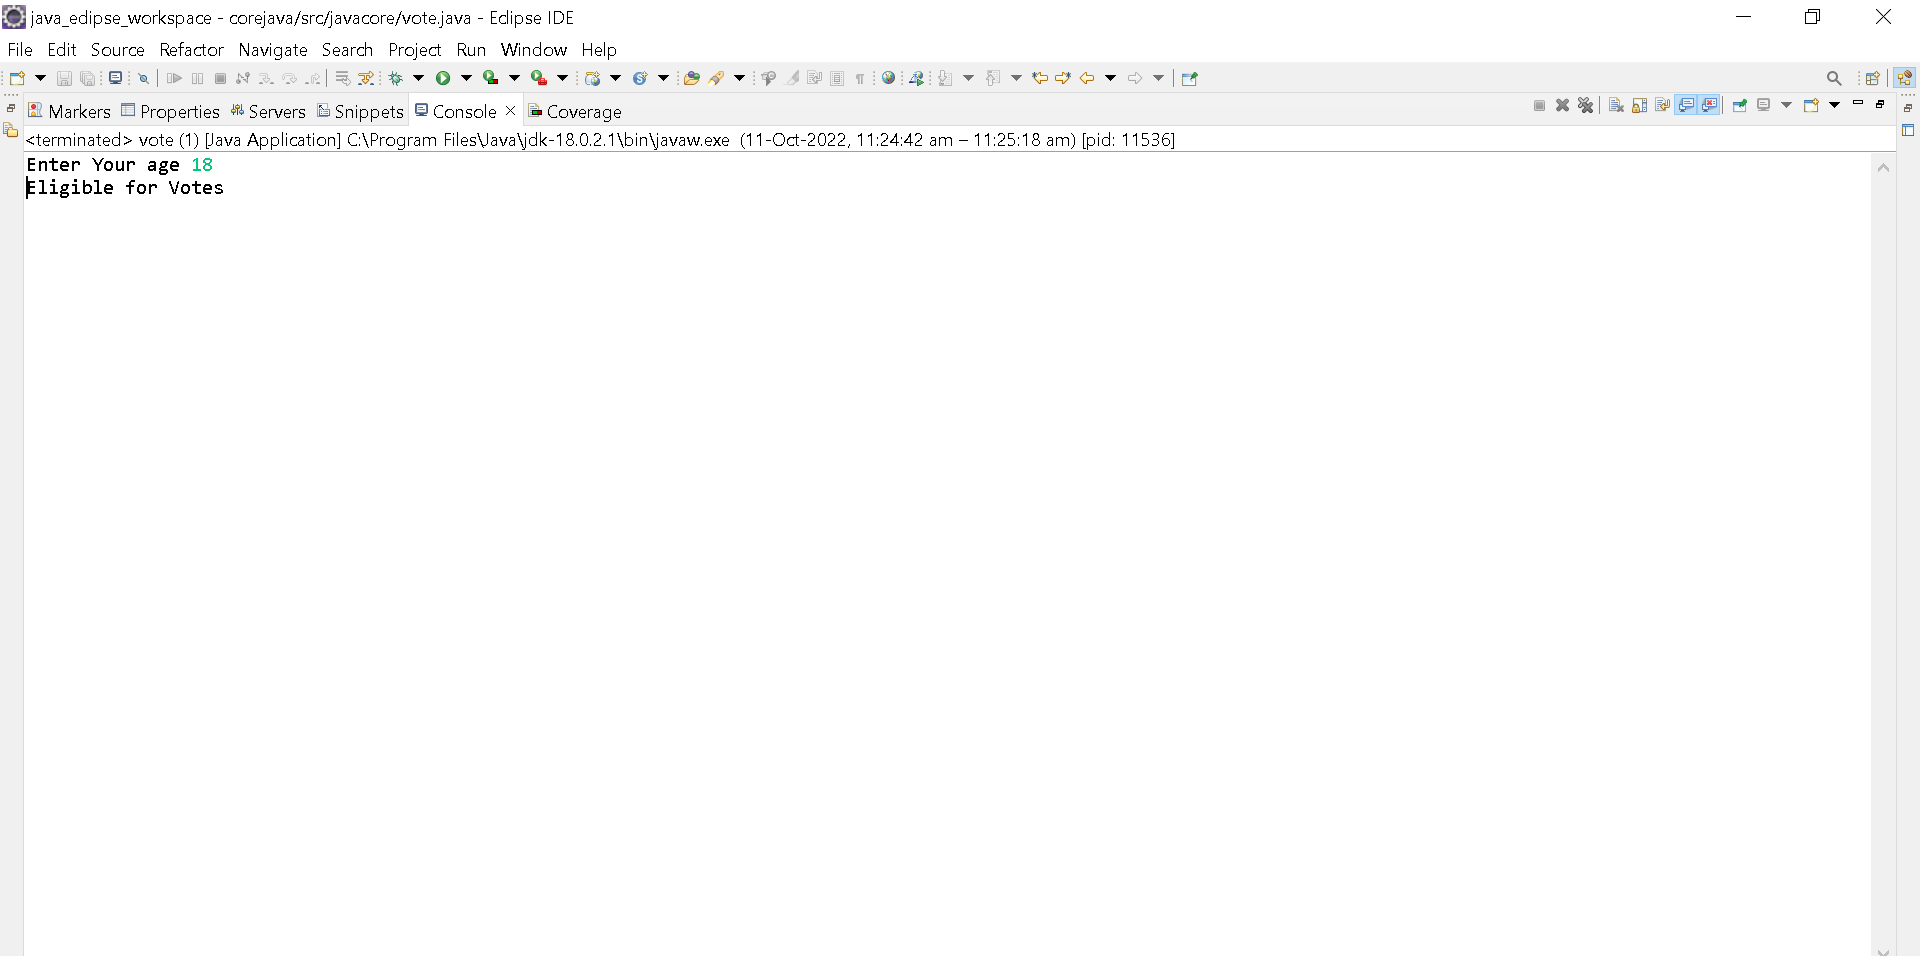 java_eclipse_workspace - corejava/src/javacore/vote.java - Eclipse IDE
File Edit Source Refactor Navigate Search Project Run Window Help
Markers Properties Servers Snippets Console Coverage
<terminated> vote (1) [Java Application] C:\Program Files\Java\jdk-18.0.2.1\bin\javaw.exe (11-Oct-2022, 11:24:42 am – 11:25:18 am) [pid: 11536]
Enter Your age 18
Eligible for Votes